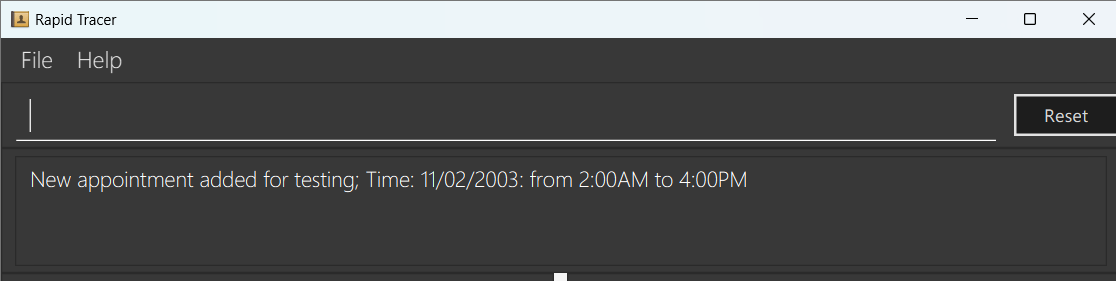 Rapid Tracer
File Help
Reset
New appointment added for testing; Time: 11/02/2003: from 2:00AM to 4:00PM